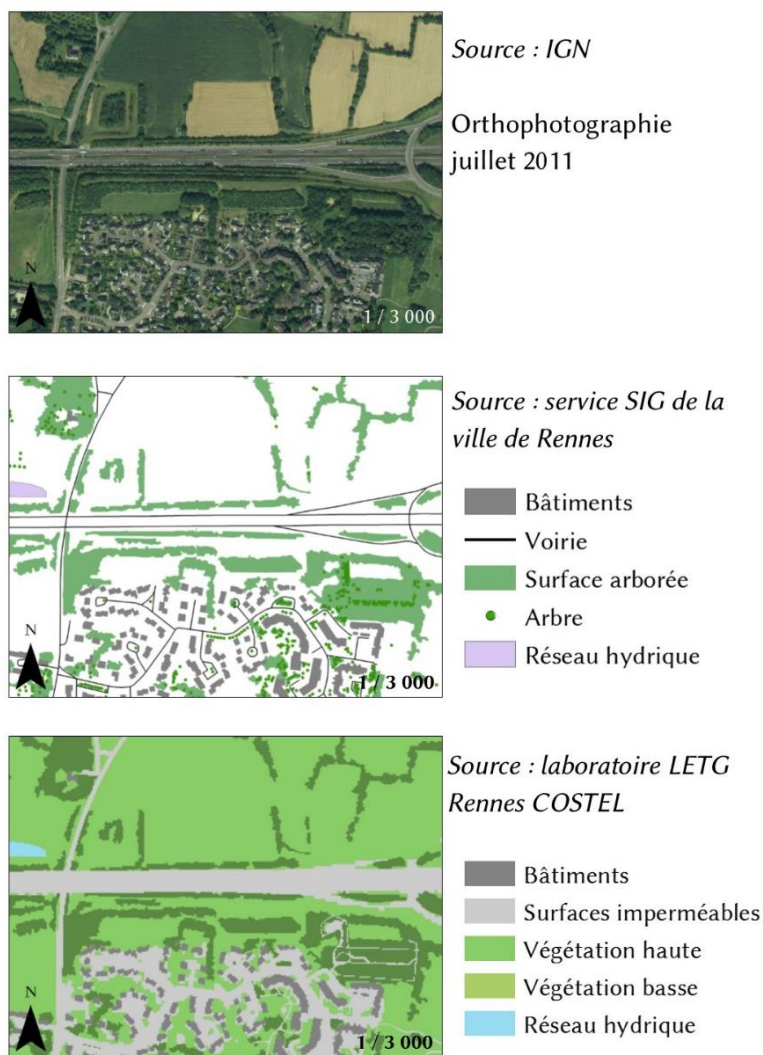 Source : IGN
Orthophotographie
juillet 2011
N
1 / 3 000
Source : service SIG de la
ville de Rennes
Bâtiments
Voirie
Surface arborée
Arbre
Réseau hydrique
N
1 / 3 000
Source : laboratoire LETG
Rennes COSTEL
Bâtiments
Surfaces imperméables
Végétation haute
Végétation basse
Réseau hydrique
N
1 / 3 000